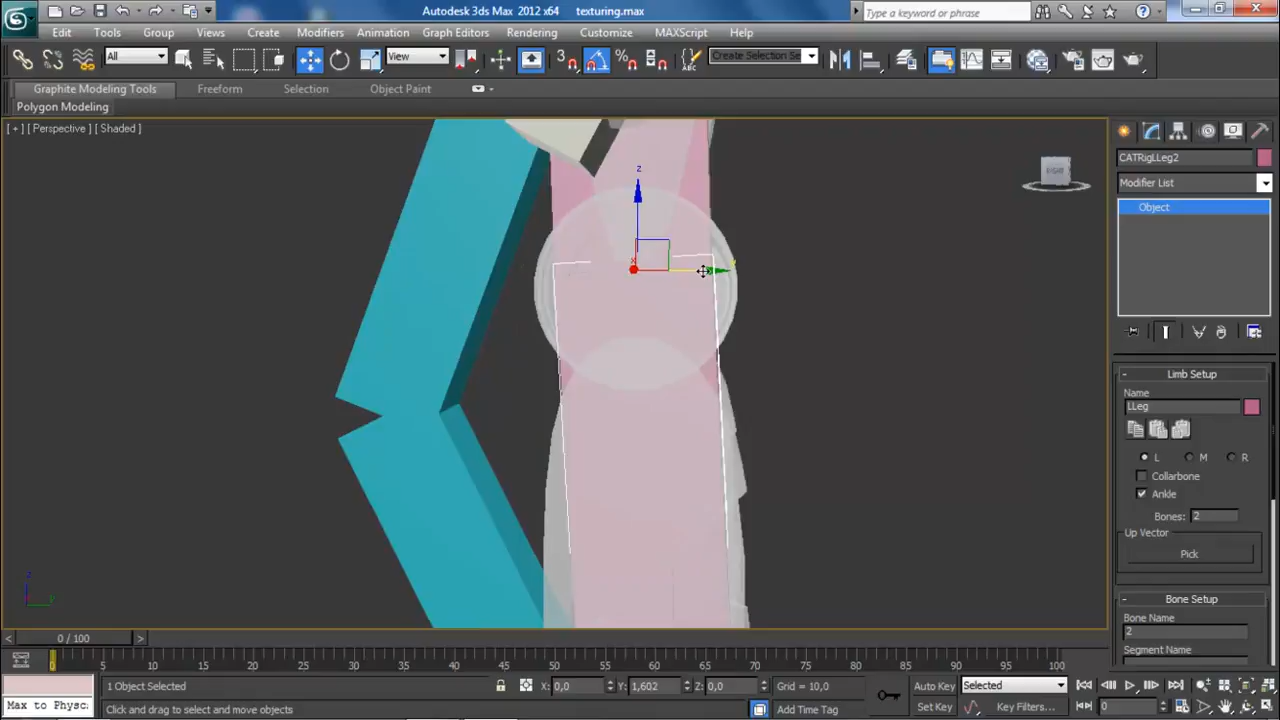 Autodesk 3ds Max 2012 x64 texturing.max
Type a keyword or phrase
Edit Tools Group Views Create Modifiers Animation Graph Editors Rendering Customize MAXScript Help
All View 3 Create Selection Se
Graphite Modeling Tools Freeform Selection Object Paint
Polygon Modeling
[ + ] [ Perspective ] [ Shaded ]
CATRigLLeg2
Modifier List
Object
z
x
Limb Setup
Name
LLeg
L M R
Collarbone
Ankle
Bones: 2
Up Vector
Pick
Bone Setup
Bone Name
2
Segment Name
z
y
0 / 100
0 5 10 15 20 25 30 35 40 45 50 55 60 65 70 75 80 85 90 95 100
1 Object Selected X: 0,0 Y: 1,602 Z: 0,0 Grid = 10,0 Auto Key Selected
Max to Physc Click and drag to select and move objects Add Time Tag Set Key Key Filters... 0